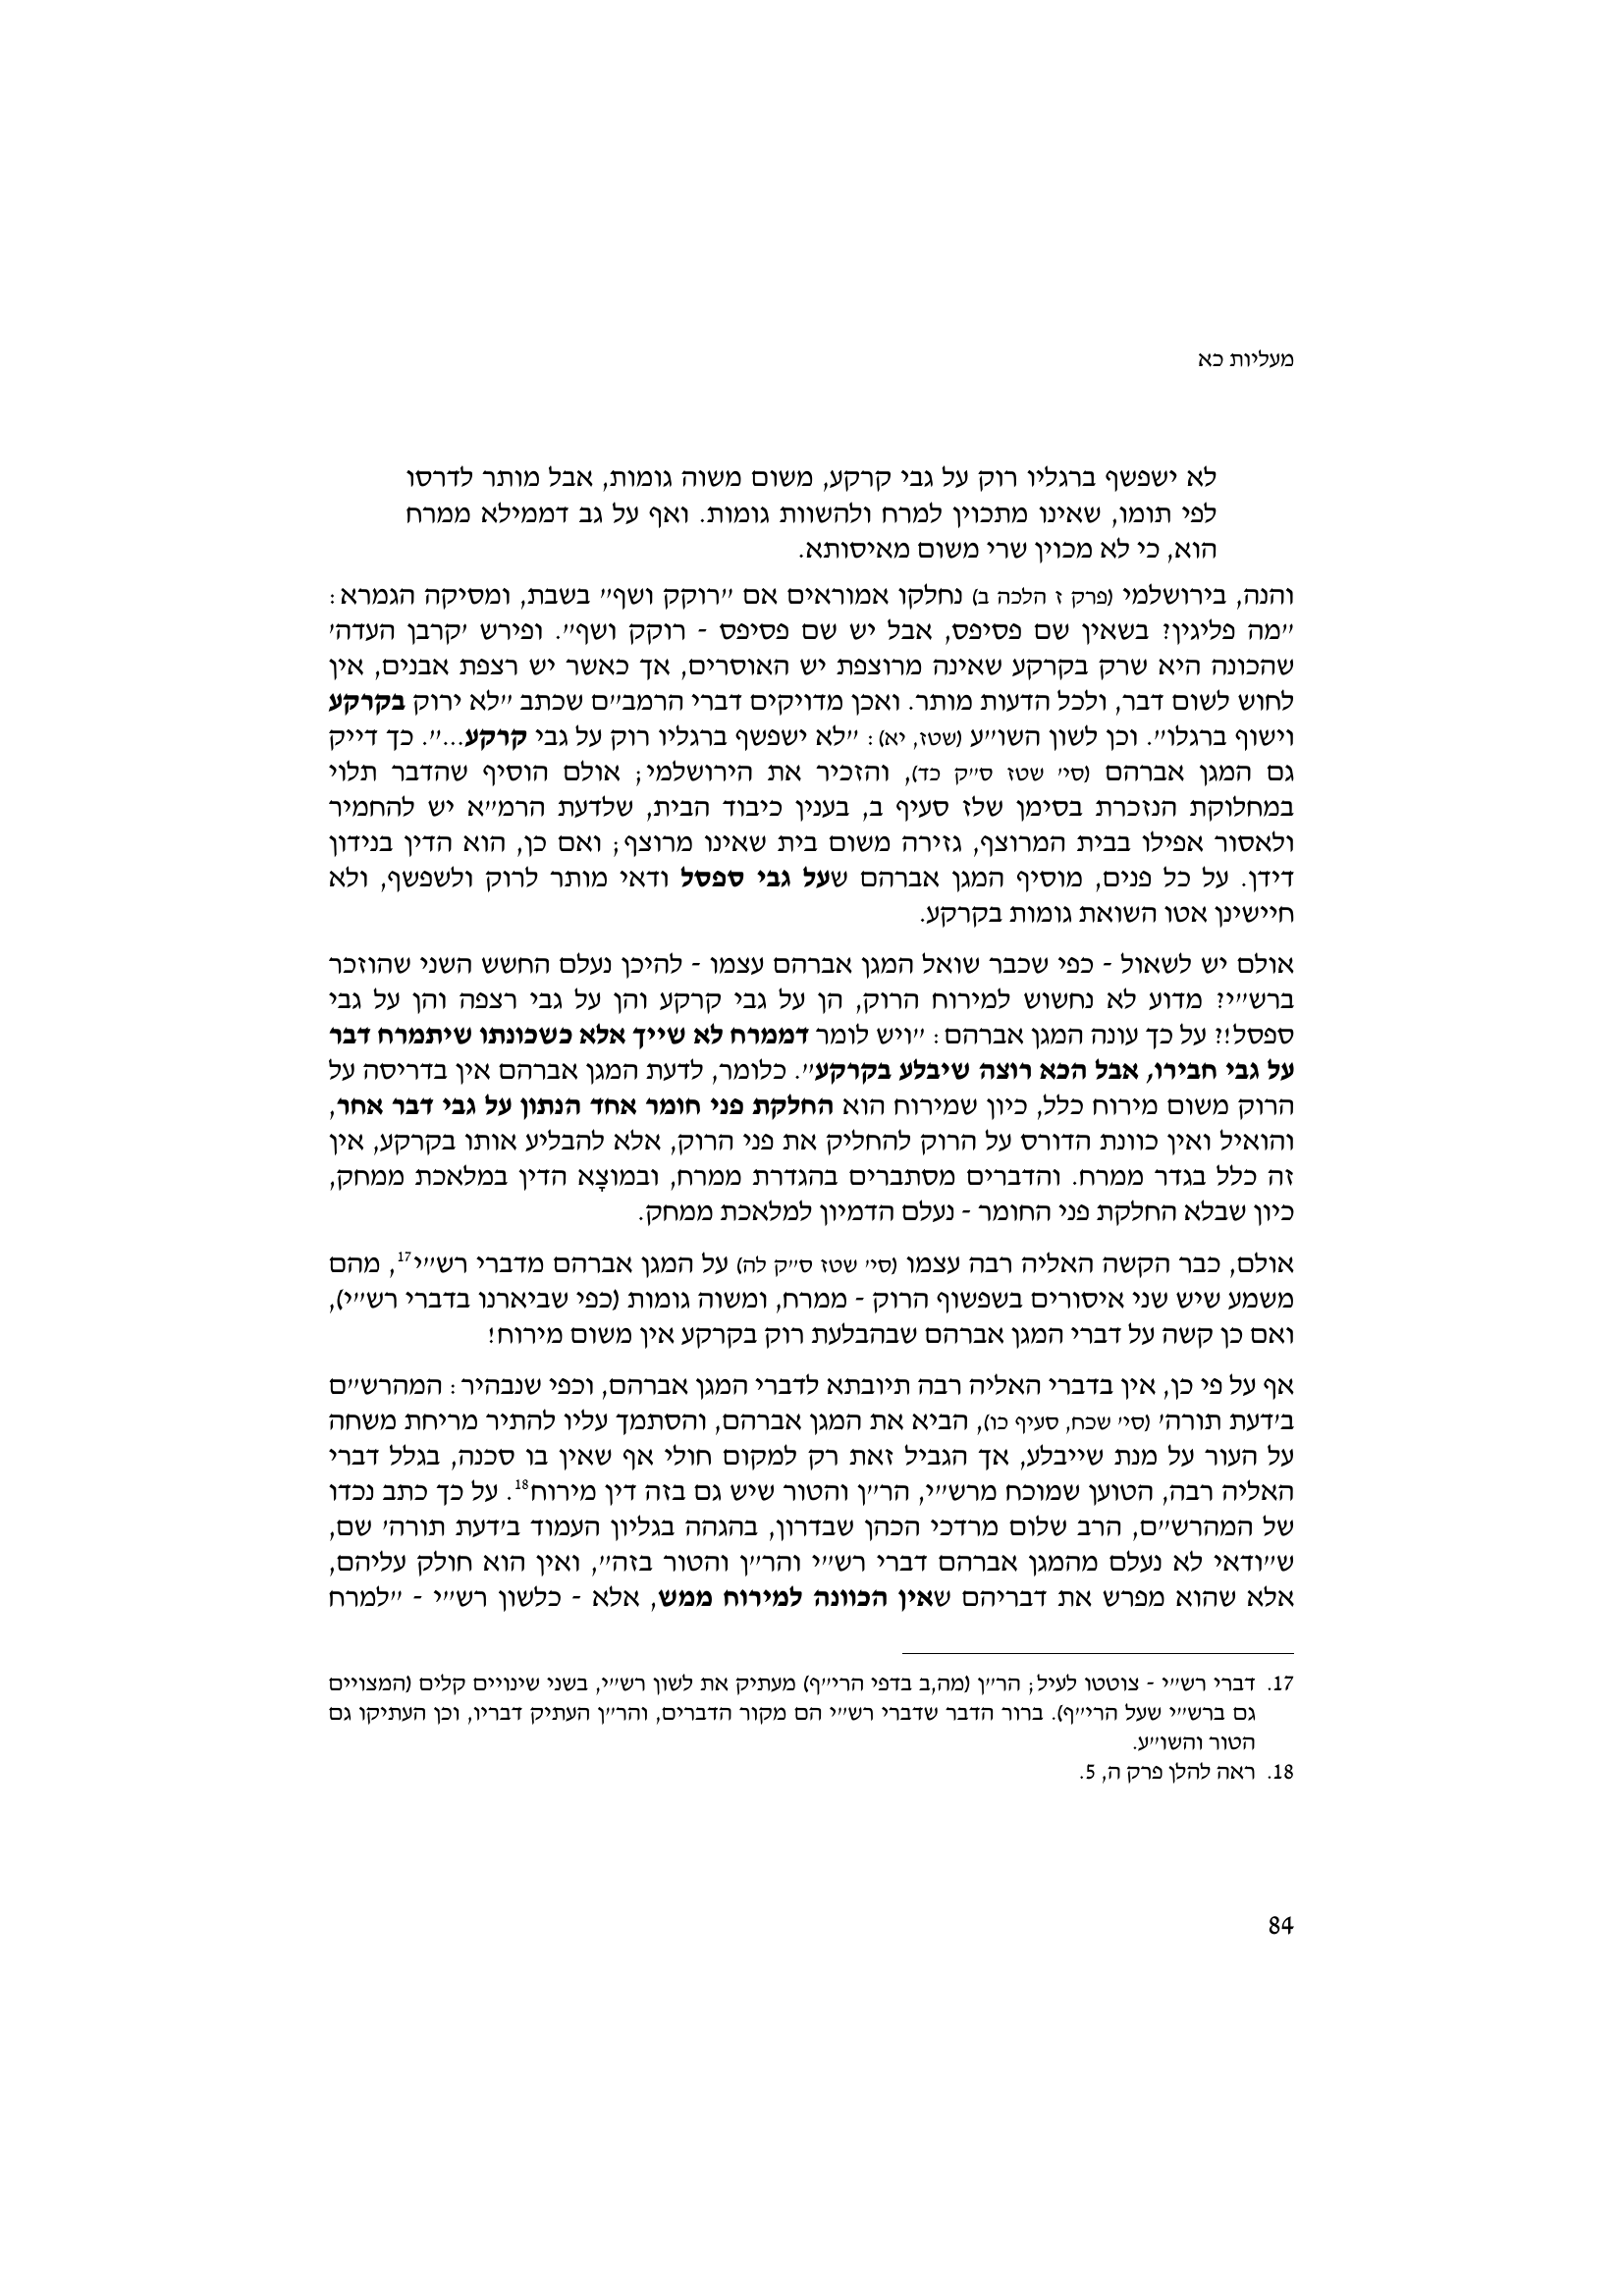 מעליות כא
לא ישפשף ברגליו רוק על גבי קרקע, משום משוה גומות, אבל מותר לדרסו
לפי תומו, שאינו מתכוין למרח ולהשוות גומות. ואף על גב דממילא ממרח
הוא, כי לא מכוין שרי משום מאיסותא.
והנה, בירושלמי (פרק ז הלכה ב) נחלקו אמוראים אם "רוקק ושף" בשבת, ומסיקה הגמרא:
"מה פליגין? בשאין שם פסיפס, אבל יש שם פסיפס - רוקק ושף". ופירש 'קרבן העדה'
שהכונה היא שרק בקרקע שאינה מרוצפת יש האוסרים, אך כאשר יש רצפת אבנים, אין
לחוש לשום דבר, ולכל הדעות מותר. ואכן מדויקים דברי הרמב"ם שכתב "לא ירוק בקרקע
וישוף ברגלו". וכן לשון השו"ע (שטז, יא): "לא ישפשף ברגליו רוק על גבי קרקע...". כך דייק
גם המגן אברהם (סי' שטז ס"ק כד), והזכיר את הירושלמי; אולם הוסיף שהדבר תלוי
במחלוקת הנזכרת בסימן שלז סעיף ב, בענין כיבוד הבית, שלדעת הרמ"א יש להחמיר
ולאסור אפילו בבית המרוצף, גזירה משום בית שאינו מרוצף; ואם כן, הוא הדין בנידון
דידן. על כל פנים, מוסיף המגן אברהם שעל גבי ספסל ודאי מותר לרוק ולשפשף, ולא
חיישינן אטו השואת גומות בקרקע.
אולם יש לשאול - כפי שכבר שואל המגן אברהם עצמו - להיכן נעלם החשש השני שהוזכר
ברש"י? מדוע לא נחשוש למירוח הרוק, הן על גבי קרקע והן על גבי רצפה והן על גבי
ספסל!? על כך עונה המגן אברהם: "ויש לומר דממרח לא שייך אלא כשכונתו שיתמרח דבר
על גבי חבירו, אבל הכא רוצה שיבלע בקרקע". כלומר, לדעת המגן אברהם אין בדריסה על
הרוק משום מירוח כלל, כיון שמירוח הוא החלקת פני חומר אחד הנתון על גבי דבר אחר,
והואיל ואין כוונת הדורס על הרוק להחליק את פני הרוק, אלא להבליע אותו בקרקע, אין
זה כלל בגדר ממרח. והדברים מסתברים בהגדרת ממרח, ובמוצָא הדין במלאכת ממחק,
כיון שבלא החלקת פני החומר - נעלם הדמיון למלאכת ממחק.
אולם, כבר הקשה האליה רבה עצמו (סי' שטז ס"ק לה) על המגן אברהם מדברי רש"י17, מהם
משמע שיש שני איסורים בשפשוף הרוק - ממרח, ומשוה גומות (כפי שביארנו בדברי רש"י),
ואם כן קשה על דברי המגן אברהם שבהבלעת רוק בקרקע אין משום מירוח!
אף על פי כן, אין בדברי האליה רבה תיובתא לדברי המגן אברהם, וכפי שנבהיר: המהרש"ם
ב'דעת תורה' (סי' שכח, סעיף כו), הביא את המגן אברהם, והסתמך עליו להתיר מריחת משחה
על העור על מנת שייבלע, אך הגביל זאת רק למקום חולי אף שאין בו סכנה, בגלל דברי
האליה רבה, הטוען שמוכח מרש"י, הר"ן והטור שיש גם בזה דין מירוח18. על כך כתב נכדו
של המהרש"ם, הרב שלום מרדכי הכהן שבדרון, בהגהה בגליון העמוד ב'דעת תורה' שם,
ש"ודאי לא נעלם מהמגן אברהם דברי רש"י והר"ן והטור בזה", ואין הוא חולק עליהם,
אלא שהוא מפרש את דבריהם שאין הכוונה למירוח ממש, אלא - כלשון רש"י - "למרח
17. דברי רש"י - צוטטו לעיל; הר"ן (מה,ב בדפי הרי"ף) מעתיק את לשון רש"י, בשני שינויים קלים (המצויים
גם ברש"י שעל הרי"ף). ברור הדבר שדברי רש"י הם מקור הדברים, והר"ן העתיק דבריו, וכן העתיקו גם
הטור והשו"ע.
18. ראה להלן פרק ה, 5.
84